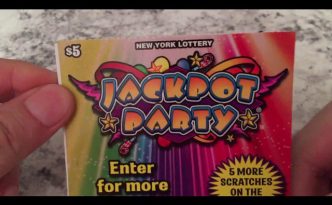 NEW YORK LOTTERY
$5
JACKPOT
PARTY
Enter
for more
5 MORE
SCRATCHES
ON THE